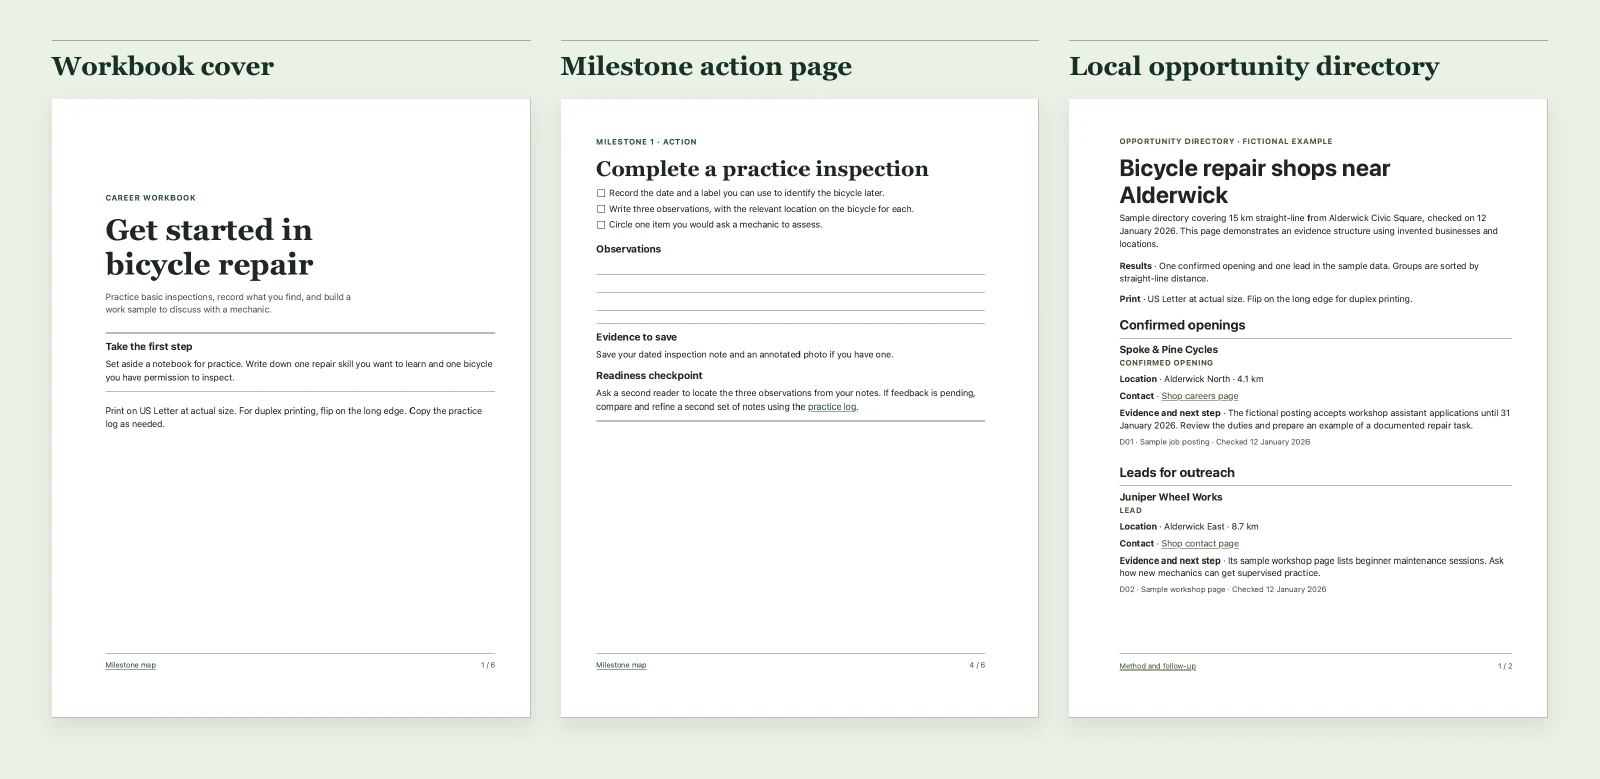 Workbook cover
CAREER WORKBOOK
Get started in
bicycle repair
Practice basic inspections, record what you find, and build a
work sample to discuss with a mechanic.
Take the first step
Set aside a notebook for practice. Write down one repair skill you want to learn and one bicycle
you have permission to inspect.
Print on US Letter at actual size. For duplex printing, flip on the long edge. Copy the practice
log as needed.
Milestone map
1 / 6
Milestone action page
MILESTONE 1 · ACTION
Complete a practice inspection
Record the date and a label you can use to identify the bicycle later.
Write three observations, with the relevant location on the bicycle for each.
Circle one item you would ask a mechanic to assess.
Observations
Evidence to save
Save your dated inspection note and an annotated photo if you have one.
Readiness checkpoint
Ask a second reader to locate the three observations from your notes. If feedback is pending,
compare and refine a second set of notes using the practice log.
Milestone map
4 / 6
Local opportunity directory
OPPORTUNITY DIRECTORY · FICTIONAL EXAMPLE
Bicycle repair shops near
Alderwick
Sample directory covering 15 km straight-line from Alderwick Civic Square, checked on 12
January 2026. This page demonstrates an evidence structure using invented businesses and
locations.
Results · One confirmed opening and one lead in the sample data. Groups are sorted by
straight-line distance.
Print · US Letter at actual size. Flip on the long edge for duplex printing.
Confirmed openings
Spoke & Pine Cycles
CONFIRMED OPENING
Location · Alderwick North · 4.1 km
Contact · Shop careers page
Evidence and next step · The fictional posting accepts workshop assistant applications until 31
January 2026. Review the duties and prepare an example of a documented repair task.
D01 · Sample job posting · Checked 12 January 2026
Leads for outreach
Juniper Wheel Works
LEAD
Location · Alderwick East · 8.7 km
Contact · Shop contact page
Evidence and next step · Its sample workshop page lists beginner maintenance sessions. Ask
how new mechanics can get supervised practice.
D02 · Sample workshop page · Checked 12 January 2026
Method and follow-up
1 / 2